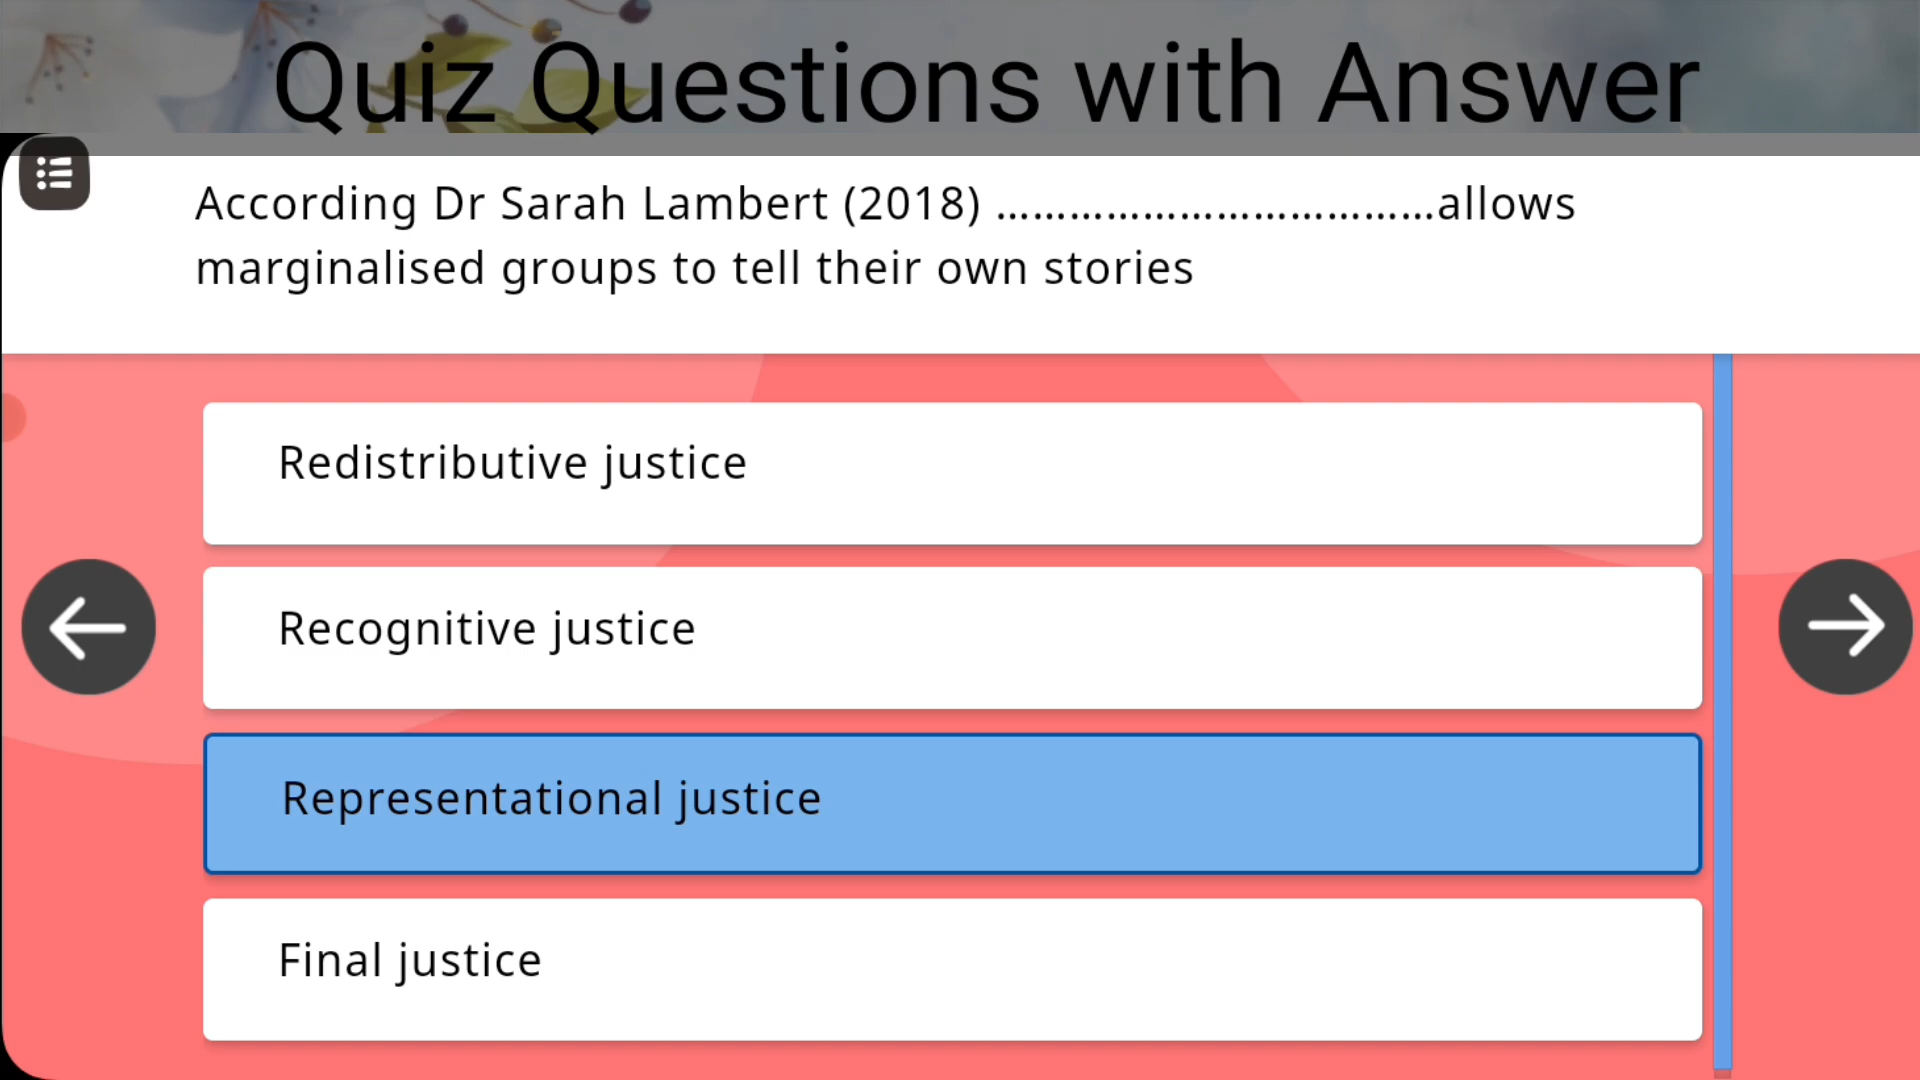 Quiz Questions with Answer
According Dr Sarah Lambert (2018) ....................................allows
marginalised groups to tell their own stories
Redistributive justice
Recognitive justice
Representational justice
Final justice